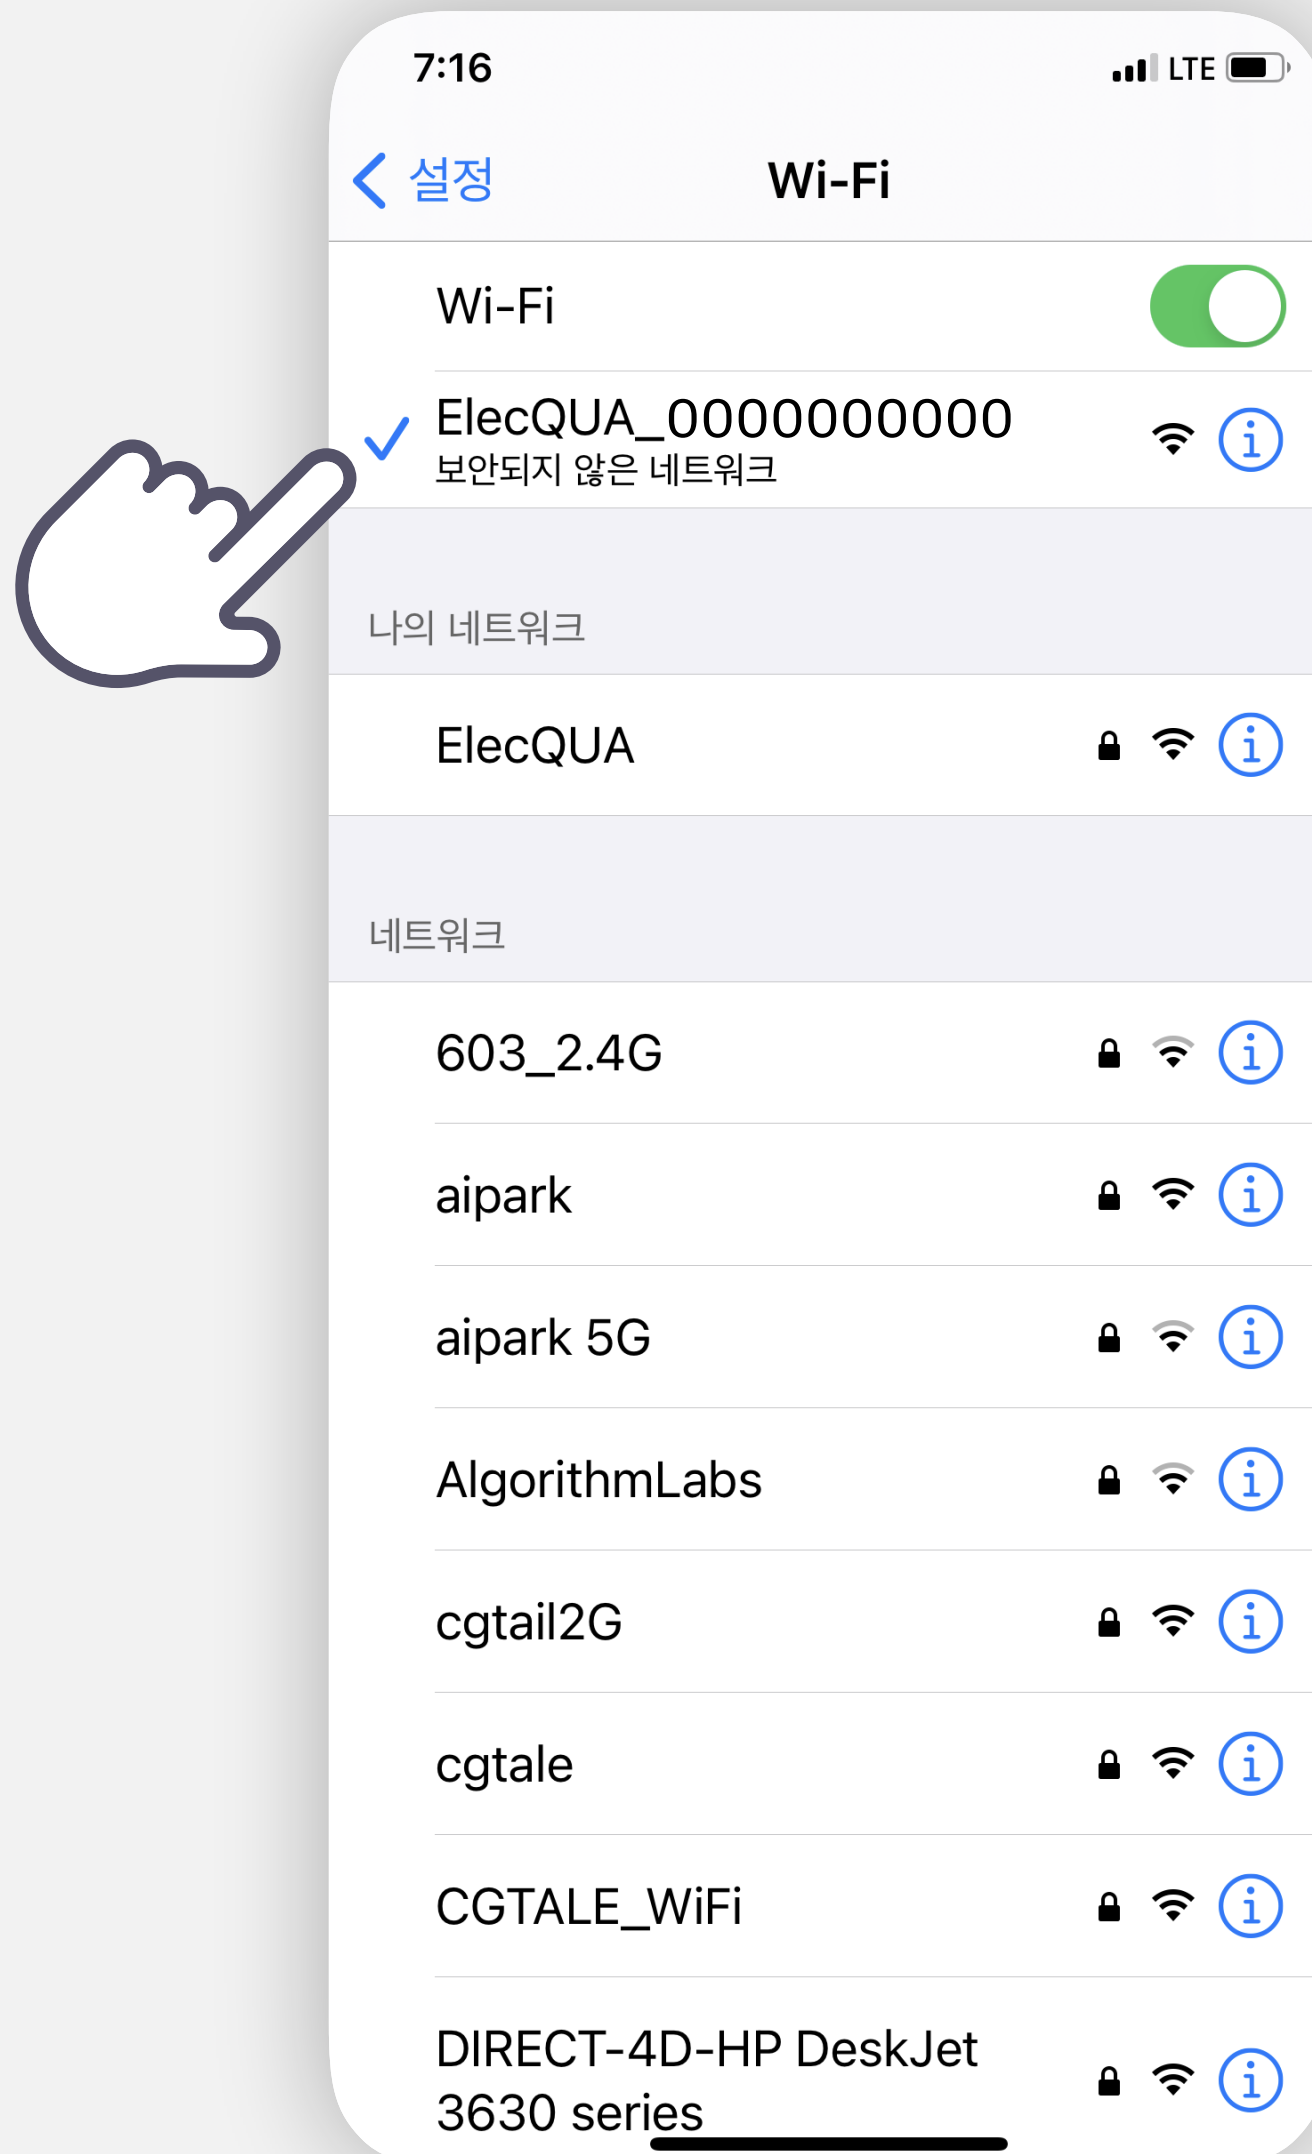 7:16
LTE
설정
Wi-Fi
Wi-Fi
ElecQUA_0000000000
보안되지 않은 네트워크
나의 네트워크
ElecQUA
네트워크
603_2.4G
aipark
aipark 5G
AlgorithmLabs
cgtail2G
cgtale
CGTALE_WiFi
DIRECT-4D-HP DeskJet
3630 series